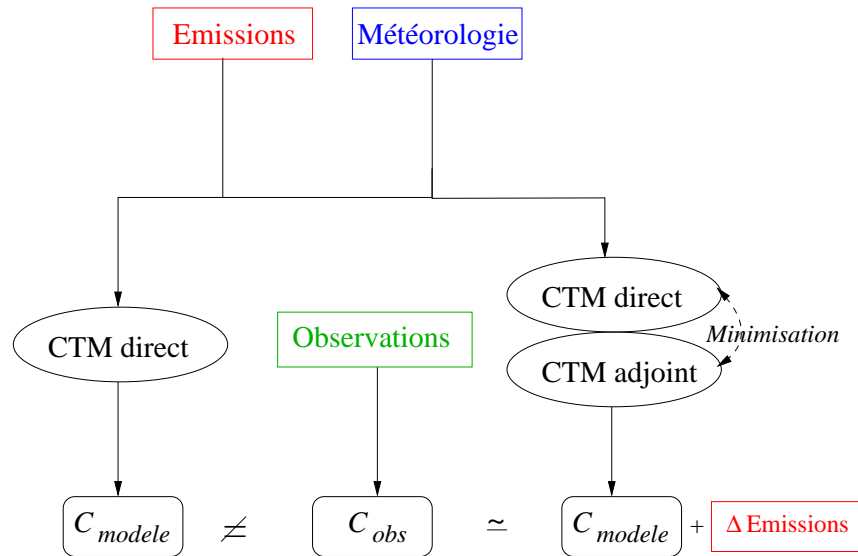 Emissions
Météorologie
CTM direct
CTM direct
Observations
Minimisation
CTM adjoint
C modele ≠ C obs ≃ C modele + Δ Emissions